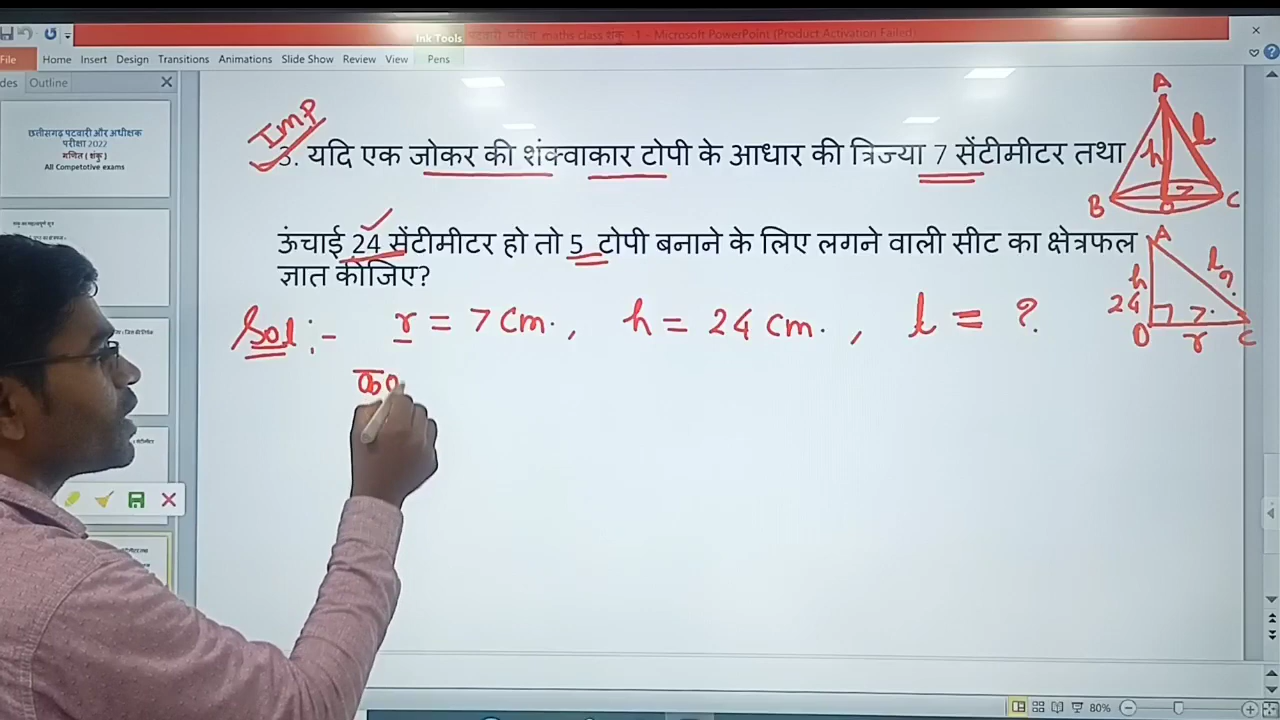 Ink Tools
पटवारी परीक्षा maths class शंकु - 1 - Microsoft PowerPoint (Product Activation Failed)
File Home Insert Design Transitions Animations Slide Show Review View Pens
Outline
छत्तीसगढ़ पटवारी और अधीक्षक
परीक्षा 2022
गणित ( शंकु )
All Competotive exams
IMP
3. यदि एक जोकर की शंक्वाकार टोपी के आधार की त्रिज्या 7 सेंटीमीटर तथा
ऊंचाई 24 सेंटीमीटर हो तो 5 टोपी बनाने के लिए लगने वाली सीट का क्षेत्रफल
ज्ञात कीजिए?
A
h l
B O r C
A
h l ?
24
7
O r C
Sol :- r = 7 cm. , h = 24 cm. , l = ?
80%